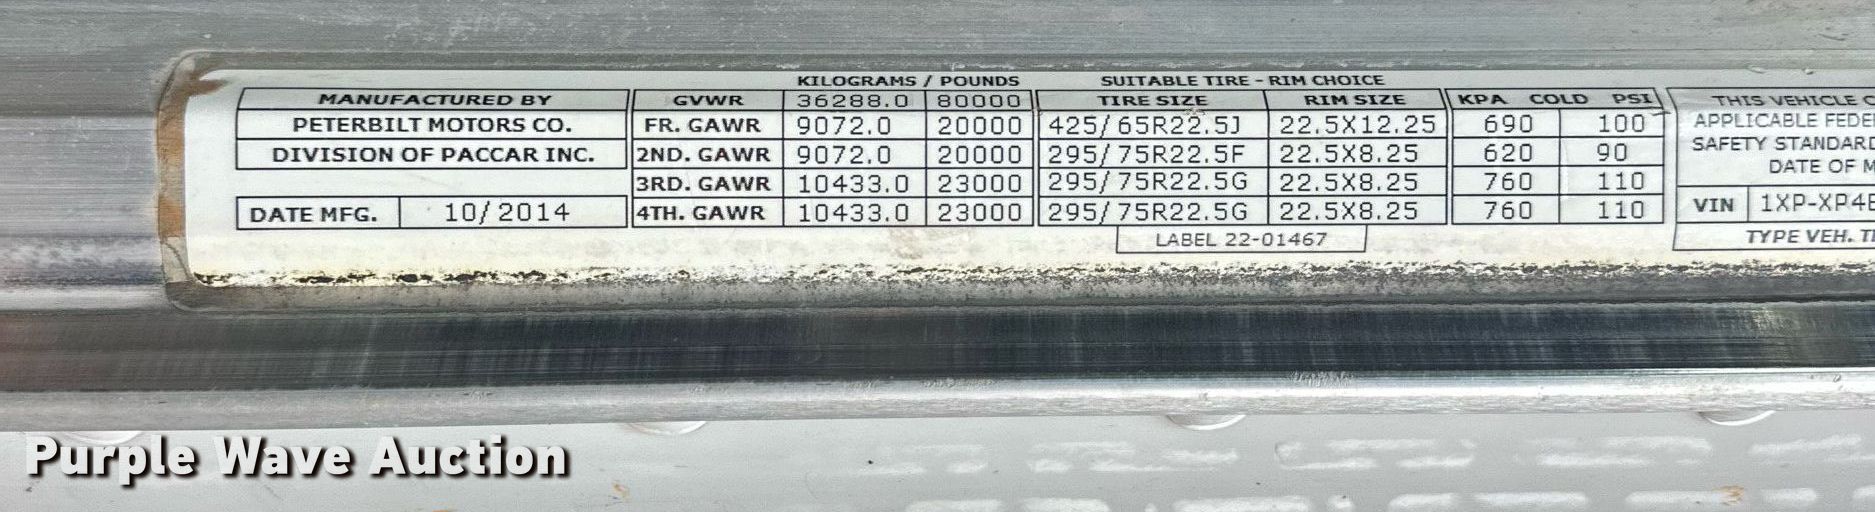 KILOGRAMS / POUNDS SUITABLE TIRE - RIM CHOICE
MANUFACTURED BY GVWR 36288.0 80000 TIRE SIZE RIM SIZE KPA COLD PSI THIS VEHICLE
PETERBILT MOTORS CO. FR. GAWR 9072.0 20000 425/65R22.5J 22.5X12.25 690 100 APPLICABLE FEDE
DIVISION OF PACCAR INC. 2ND. GAWR 9072.0 20000 295/75R22.5F 22.5X8.25 620 90 SAFETY STANDARD
3RD. GAWR 10433.0 23000 295/75R22.5G 22.5X8.25 760 110 DATE OF M
DATE MFG. 10/2014 4TH. GAWR 10433.0 23000 295/75R22.5G 22.5X8.25 760 110 VIN 1XP-XP4
LABEL 22-01467 TYPE VEH.
Purple Wave Auction